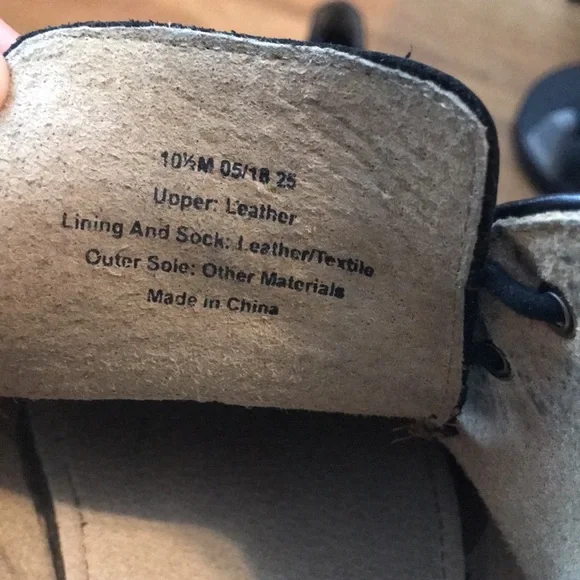 10½M 05/18 25
Upper: Leather
Lining And Sock: Leather/Textile
Outer Sole: Other Materials
Made in China